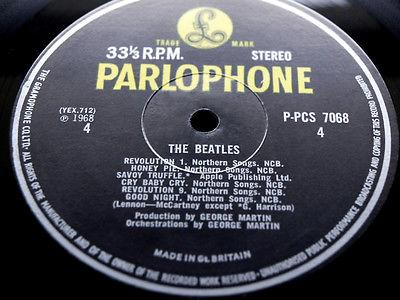 TRADE MARK
33⅓ R.P.M. STEREO
PARLOPHONE
(YEX.712)
℗ 1968
4
P-PCS 7068
4
THE BEATLES
REVOLUTION 1, Northern Songs. NCB.
HONEY PIE, Northern Songs. NCB.
SAVOY TRUFFLE,* Apple Publishing Ltd.
CRY BABY CRY, Northern Songs. NCB.
REVOLUTION 9, Northern Songs. NCB.
GOOD NIGHT, Northern Songs. NCB.
(Lennon—McCartney except *G. Harrison)
Production by GEORGE MARTIN
Orchestrations by GEORGE MARTIN
MADE IN GT. BRITAIN
THE GRAMOPHONE CO. LTD. ALL RIGHTS OF THE MANUFACTURER AND OF THE OWNER OF THE RECORDED WORK RESERVED · UNAUTHORISED PUBLIC PERFORMANCE BROADCASTING AND COPYING OF THIS RECORD PROHIBITED